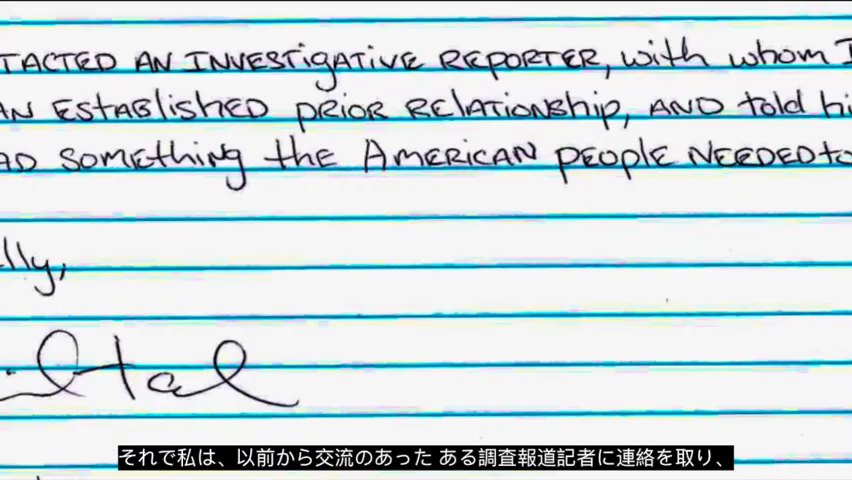 TACTED AN INVESTIGATIVE REPORTER, with whom I
AN ESTABLISHED PRIOR RELATIONSHIP, AND told hi
AD SOMETHING the AMERICAN PEOPLE NEEDED to
lly,
それで私は、以前から交流のあった ある調査報道記者に連絡を取り、